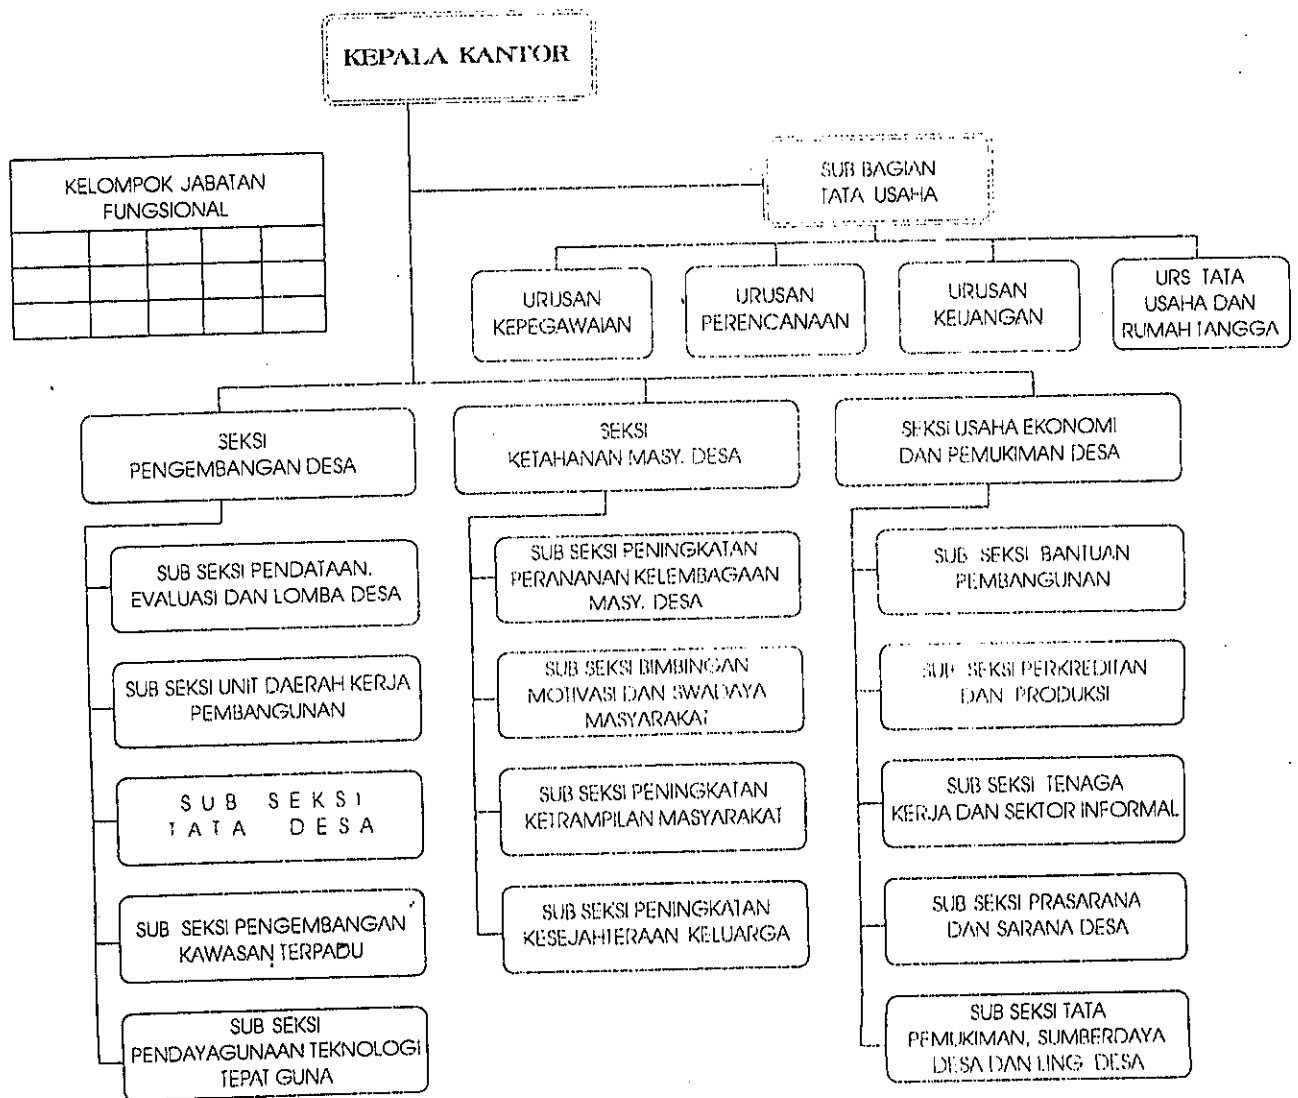 KEPALA KANTOR
KELOMPOK JABATAN
FUNGSIONAL
SUB BAGIAN
TATA USAHA
URUSAN
KEPEGAWAIAN
URUSAN
PERENCANAAN
URUSAN
KEUANGAN
URS TATA
USAHA DAN
RUMAH TANGGA
SEKSI
PENGEMBANGAN DESA
SUB SEKSI PENDATAAN,
EVALUASI DAN LOMBA DESA
SUB SEKSI UNIT DAERAH KERJA
PEMBANGUNAN
SUB SEKSI
TATA DESA
SUB SEKSI PENGEMBANGAN
KAWASAN TERPADU
SUB SEKSI
PENDAYAGUNAAN TEKNOLOGI
TEPAT GUNA
SEKSI
KETAHANAN MASY. DESA
SUB SEKSI PENINGKATAN
PERANAN KELEMBAGAAN
MASY. DESA
SUB SEKSI BIMBINGAN
MOTIVASI DAN SWADAYA
MASYARAKAT
SUB SEKSI PENINGKATAN
KETRAMPILAN MASYARAKAT
SUB SEKSI PENINGKATAN
KESEJAHTERAAN KELUARGA
SEKSI USAHA EKONOMI
DAN PEMUKIMAN DESA
SUB SEKSI BANTUAN
PEMBANGUNAN
SUB SEKSI PERKREDITAN
DAN PRODUKSI
SUB SEKSI TENAGA
KERJA DAN SEKTOR INFORMAL
SUB SEKSI PRASARANA
DAN SARANA DESA
SUB SEKSI TATA
PEMUKIMAN, SUMBERDAYA
DESA DAN LING DESA